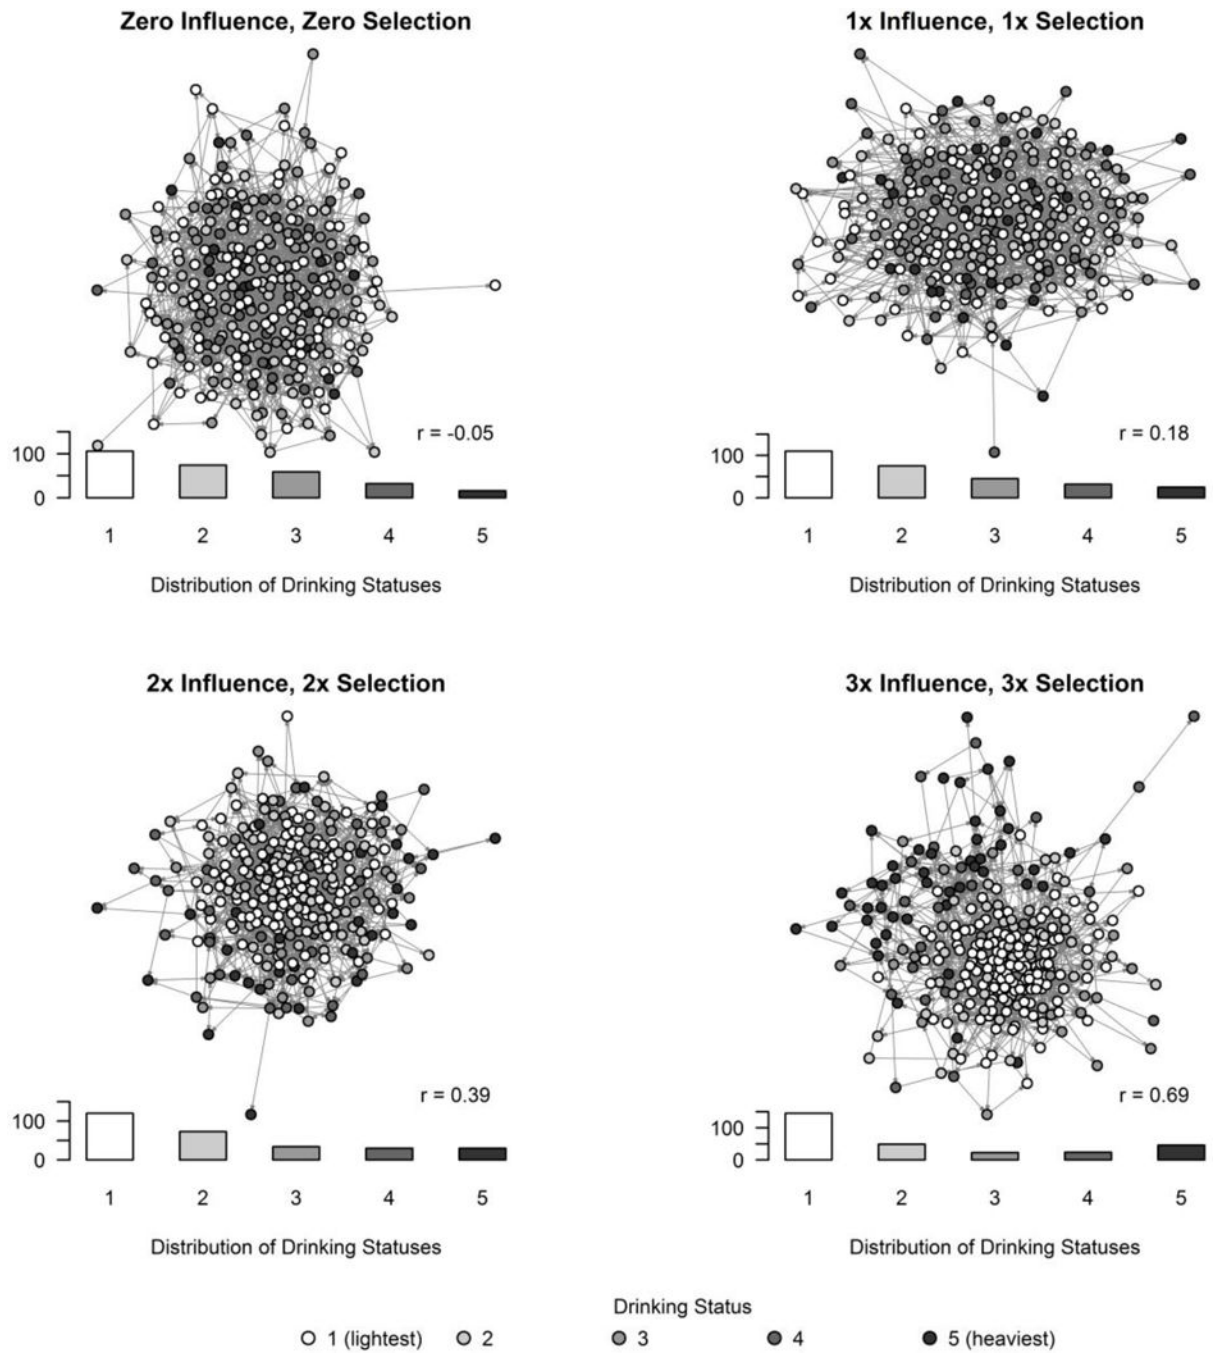 Zero Influence, Zero Selection
r = -0.05
100
0
1 2 3 4 5
Distribution of Drinking Statuses
1x Influence, 1x Selection
r = 0.18
100
0
1 2 3 4 5
Distribution of Drinking Statuses
2x Influence, 2x Selection
r = 0.39
100
0
1 2 3 4 5
Distribution of Drinking Statuses
3x Influence, 3x Selection
r = 0.69
100
0
1 2 3 4 5
Distribution of Drinking Statuses
Drinking Status
1 (lightest) 2 3 4 5 (heaviest)